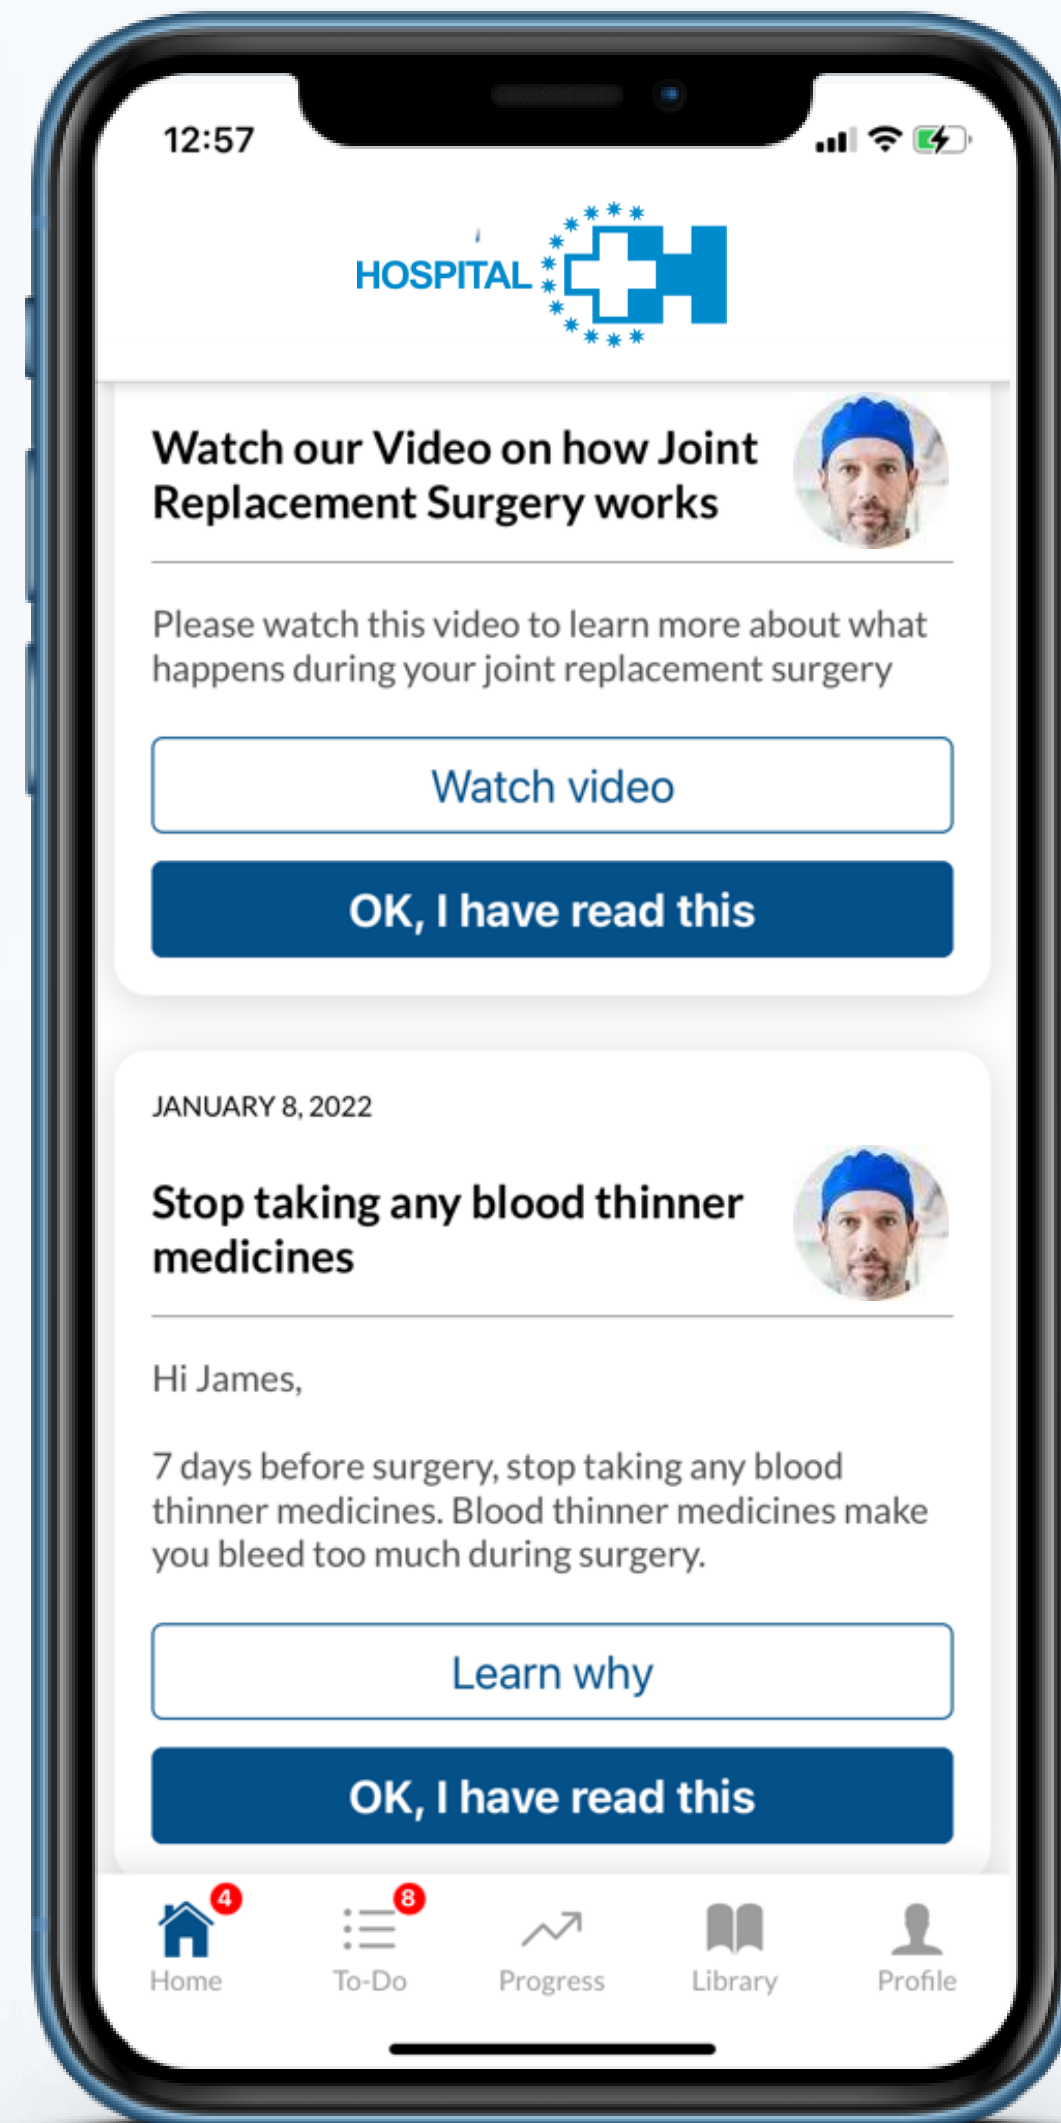 12:57
HOSPITAL
Watch our Video on how Joint
Replacement Surgery works
Please watch this video to learn more about what
happens during your joint replacement surgery
Watch video
OK, I have read this
JANUARY 8, 2022
Stop taking any blood thinner
medicines
Hi James,
7 days before surgery, stop taking any blood
thinner medicines. Blood thinner medicines make
you bleed too much during surgery.
Learn why
OK, I have read this
4 8
Home To-Do Progress Library Profile